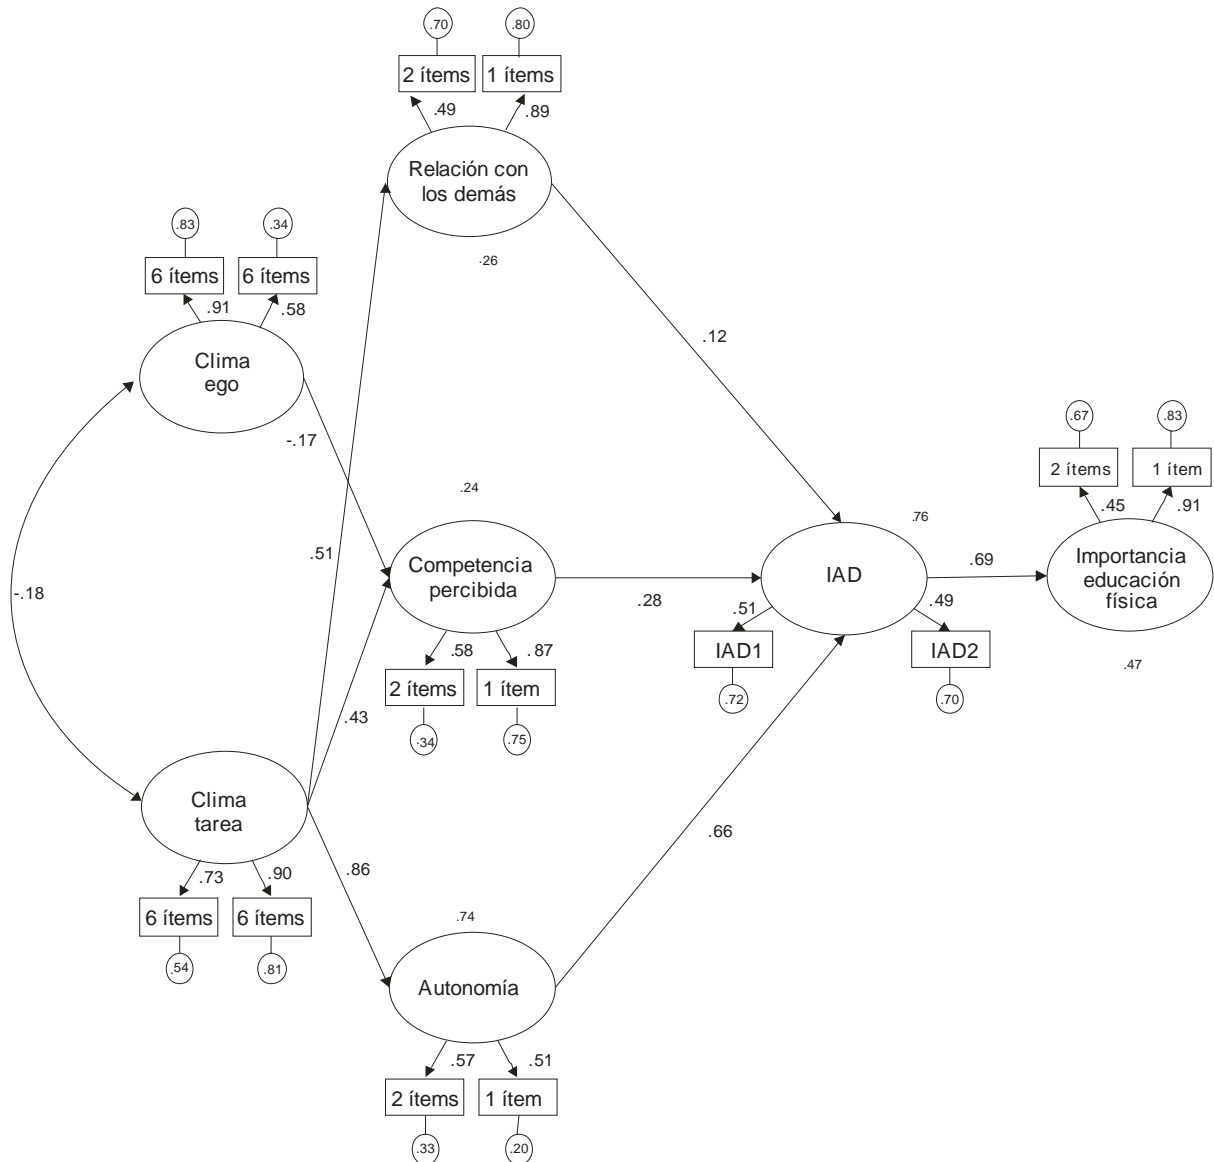 .70
.80
2 ítems
1 ítems
.49
.89
Relación con
los demás
.26
.83
.34
6 ítems
6 ítems
.91
.58
Clima
ego
-.17
.12
.51
-.18
.24
Competencia
percibida
.58
.87
2 ítems
1 ítem
.34
.75
.28
.43
.76
IAD
.51
.49
IAD1
IAD2
.72
.70
.69
.67
.83
2 ítems
1 ítem
.45
.91
Importancia
educación
física
.47
Clima
tarea
.73
.90
6 ítems
6 ítems
.54
.81
.86
.66
.74
Autonomía
.57
.51
2 ítems
1 ítem
.33
.20